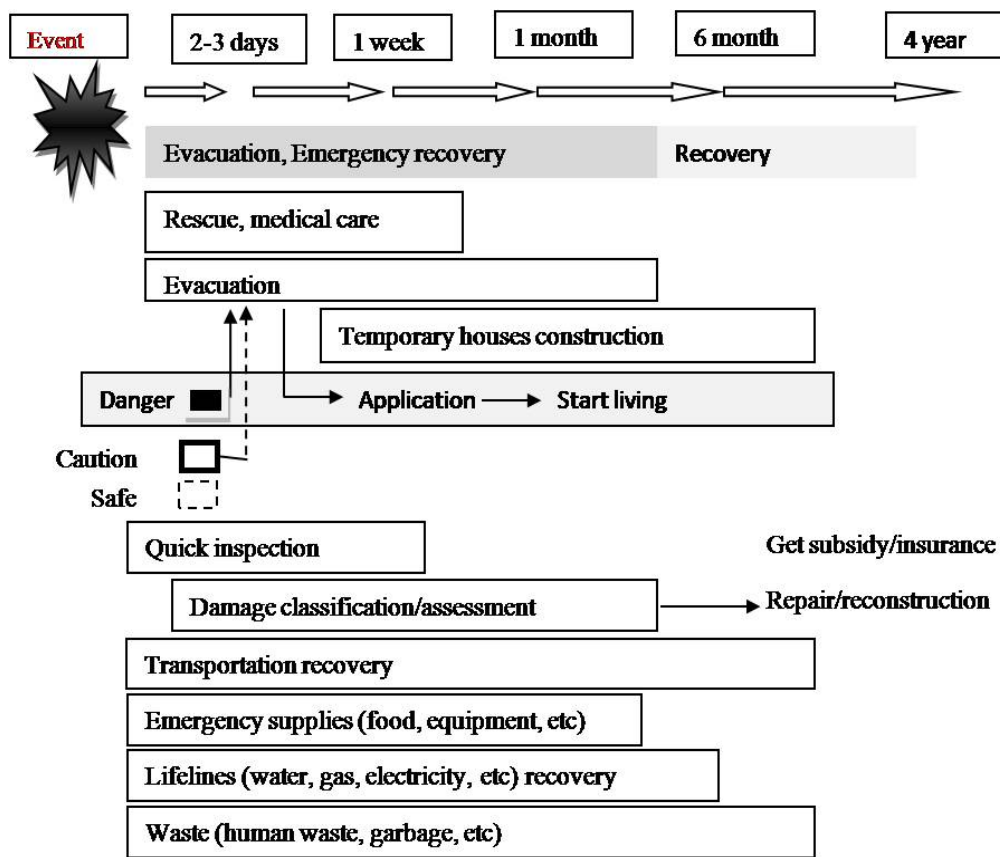 Event
2-3 days
1 week
1 month
6 month
4 year
Evacuation, Emergency recovery
Recovery
Rescue, medical care
Evacuation
Temporary houses construction
Danger
Application
Start living
Caution
Safe
Quick inspection
Get subsidy/insurance
Damage classification/assessment
Repair/reconstruction
Transportation recovery
Emergency supplies (food, equipment, etc)
Lifelines (water, gas, electricity, etc) recovery
Waste (human waste, garbage, etc)